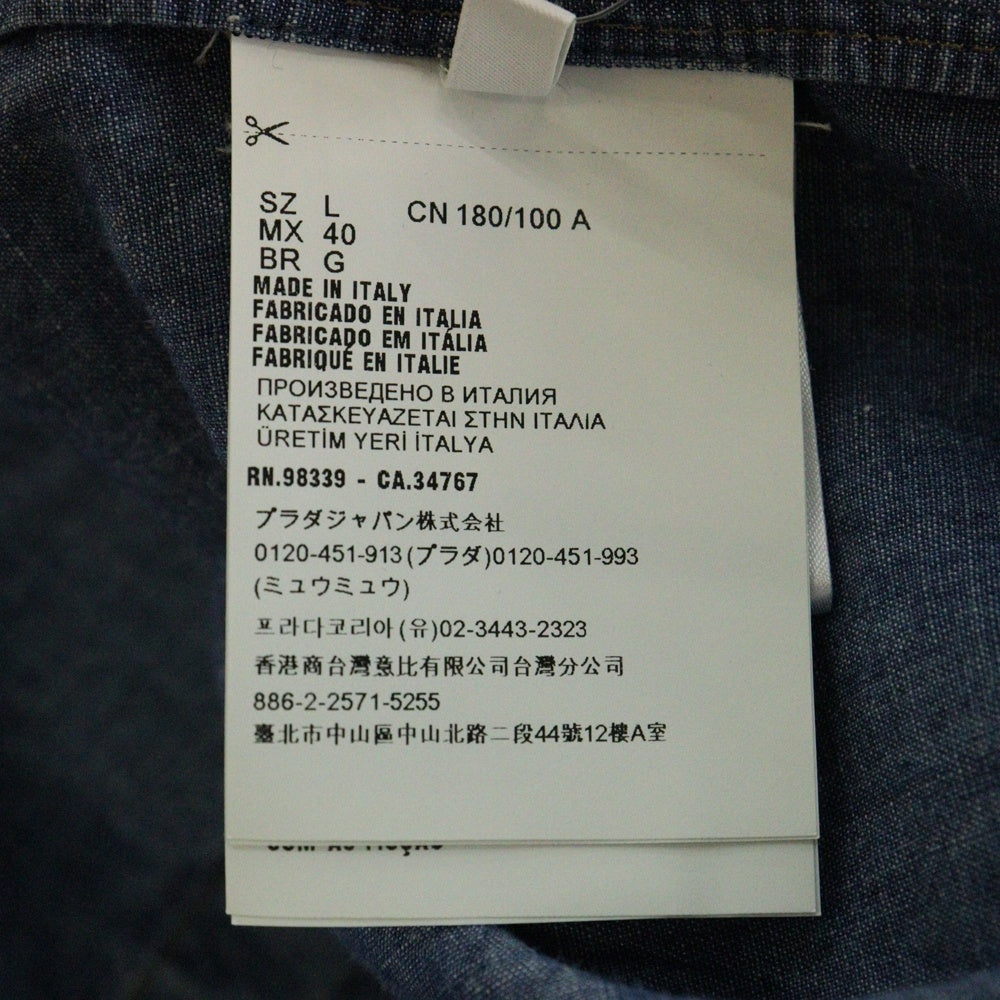 SZ L CN 180/100 A
MX 40
BR G
MADE IN ITALY
FABRICADO EN ITALIA
FABRICADO EM ITÁLIA
FABRIQUÉ EN ITALIE
ПРОИЗВЕДЕНО В ИТАЛИЯ
ΚΑΤΑΣΚΕΥΑΖΕΤΑΙ ΣΤΗΝ ΙΤΑΛΙΑ
ÜRETİM YERİ İTALYA
RN.98339 - CA.34767
プラダジャパン株式会社
0120-451-913(プラダ)0120-451-993
(ミュウミュウ)
프라다코리아(유)02-3443-2323
香港商台灣意比有限公司台灣分公司
886-2-2571-5255
臺北市中山區中山北路二段44號12樓A室